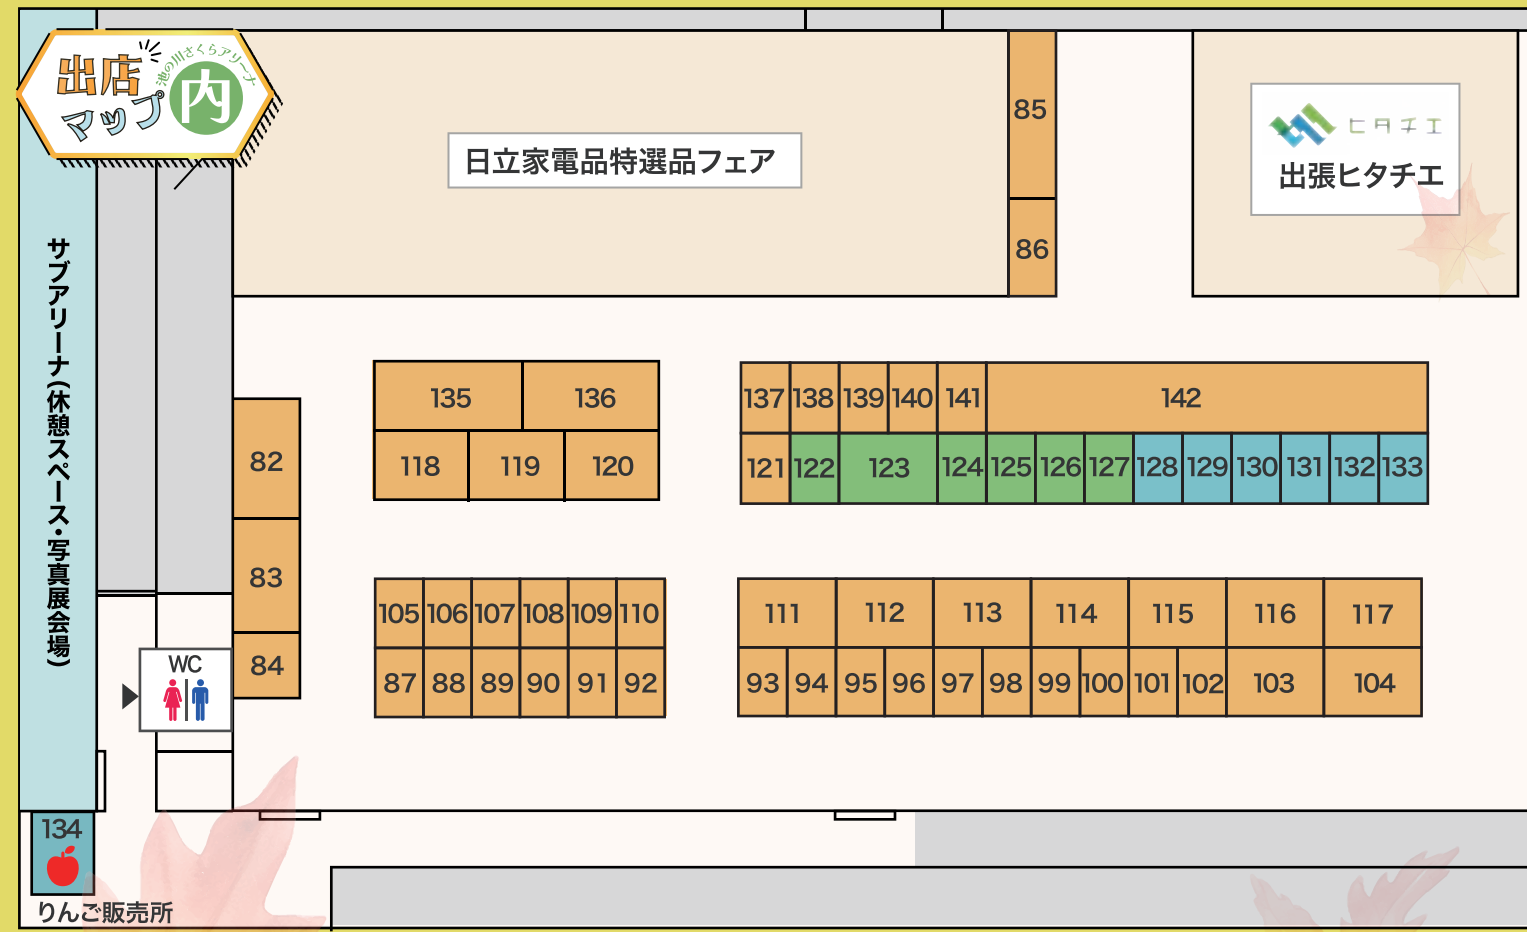 出店
マップ
池の川さくらアリーナ
内
日立家電品特選品フェア
85
86
ヒタチエ
出張ヒタチエ
サブアリーナ(休憩スペース・写真展会場)
82
83
84
135 136
118 119 120
137 138 139 140 141 142
121 122 123 124 125 126 127 128 129 130 131 132 133
105 106 107 108 109 110
87 88 89 90 91 92
111 112 113 114 115 116 117
93 94 95 96 97 98 99 100 101 102 103 104
WC
134
りんご販売所